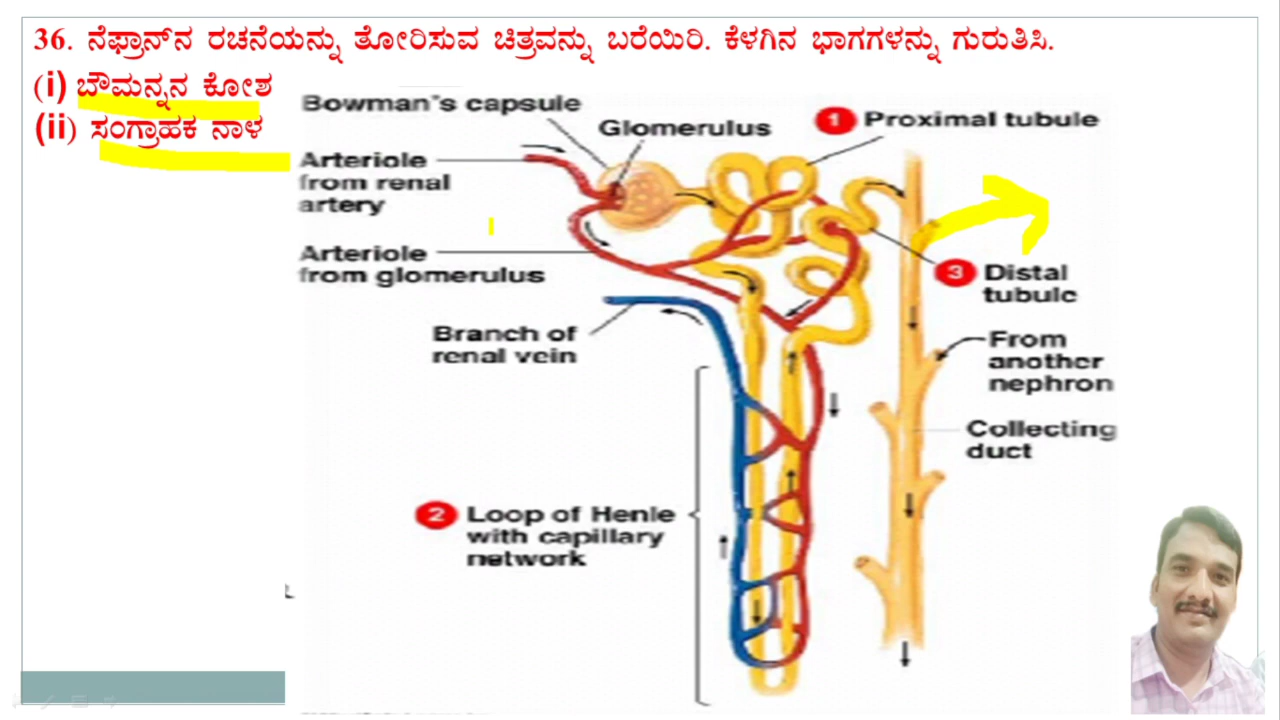 36. ನೆಫ್ರಾನ್‌ನ ರಚನೆಯನ್ನು ತೋರಿಸುವ ಚಿತ್ರವನ್ನು ಬರೆಯಿರಿ. ಕೆಳಗಿನ ಭಾಗಗಳನ್ನು ಗುರುತಿಸಿ.
(i) ಬೌಮನ್ನನ ಕೋಶ
(ii) ಸಂಗ್ರಾಹಕ ನಾಳ
Bowman's capsule
Glomerulus
1 Proximal tubule
Arteriole
from renal
artery
Arteriole
from glomerulus
3 Distal
tubule
Branch of
renal vein
From
another
nephron
Collecting
duct
2 Loop of Henle
with capillary
network